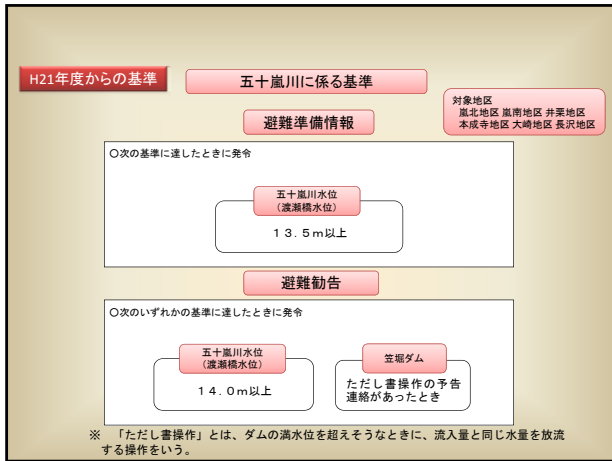 H21年度からの基準
五十嵐川に係る基準
対象地区
嵐北地区 嵐南地区 井栗地区
本成寺地区 大崎地区 長沢地区
避難準備情報
○次の基準に達したときに発令
五十嵐川水位
(渡瀬橋水位)
１３.５ｍ以上
避難勧告
○次のいずれかの基準に達したときに発令
五十嵐川水位
(渡瀬橋水位)
１４.０ｍ以上
笠堀ダム
ただし書操作の予告
連絡があったとき
※　「ただし書操作」とは、ダムの満水位を超えそうなときに、流入量と同じ水量を放流
する操作をいう。